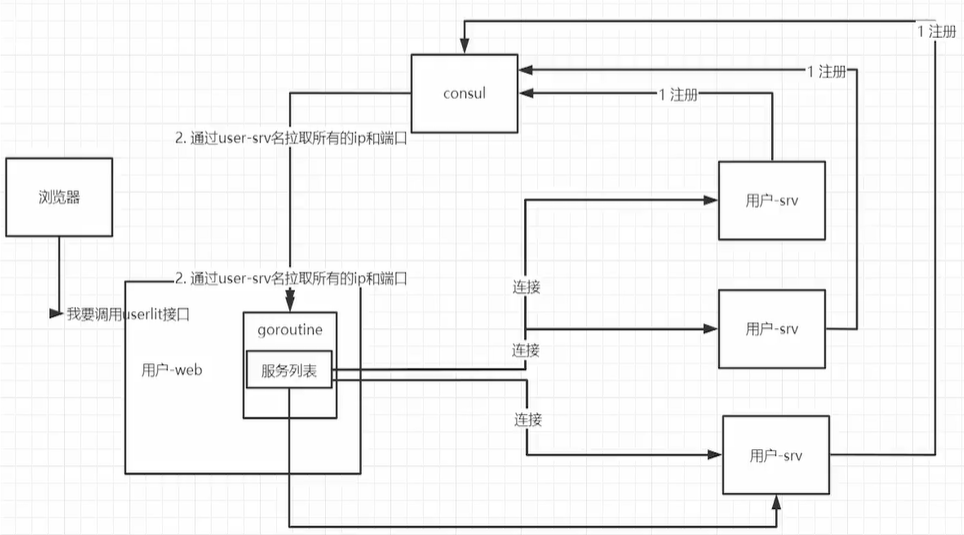 1 注册
1 注册
consul
1 注册
2. 通过user-srv名拉取所有的ip和端口
浏览器
用户-srv
2. 通过user-srv名拉取所有的ip和端口
连接
我要调用userlit接口
goroutine
用户-srv
连接
用户-web
服务列表
连接
用户-srv